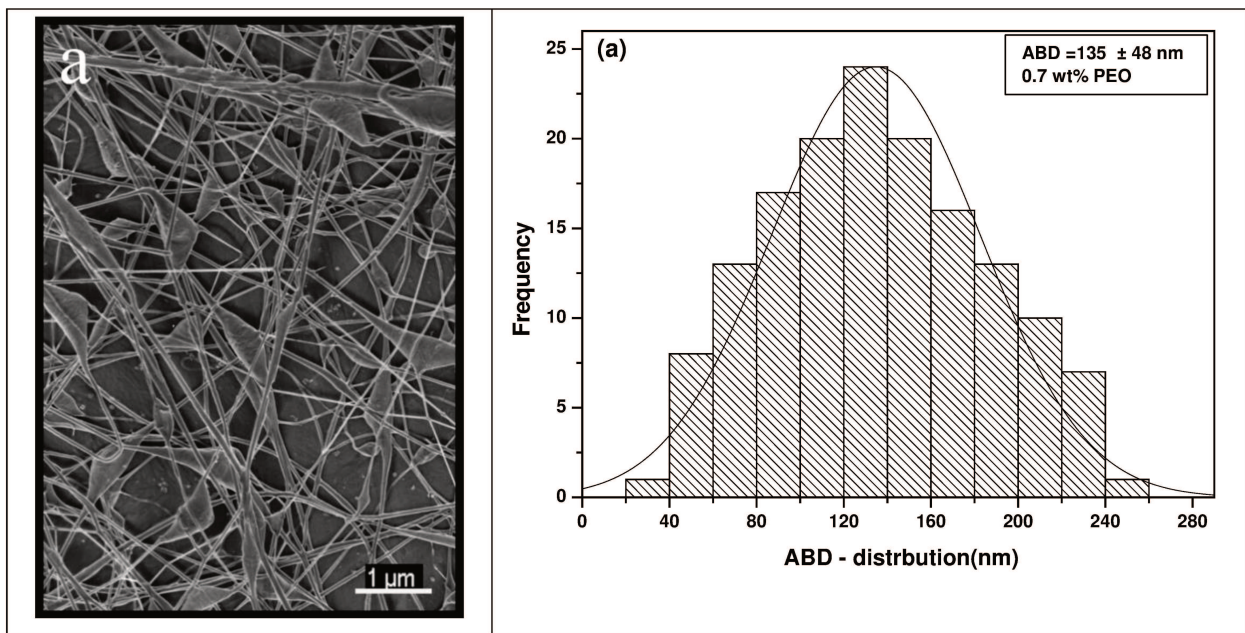 a
1 µm
(a)
ABD =135 ± 48 nm
0.7 wt% PEO
Frequency
25
20
15
10
5
0
0 40 80 120 160 200 240 280
ABD - distrbution(nm)